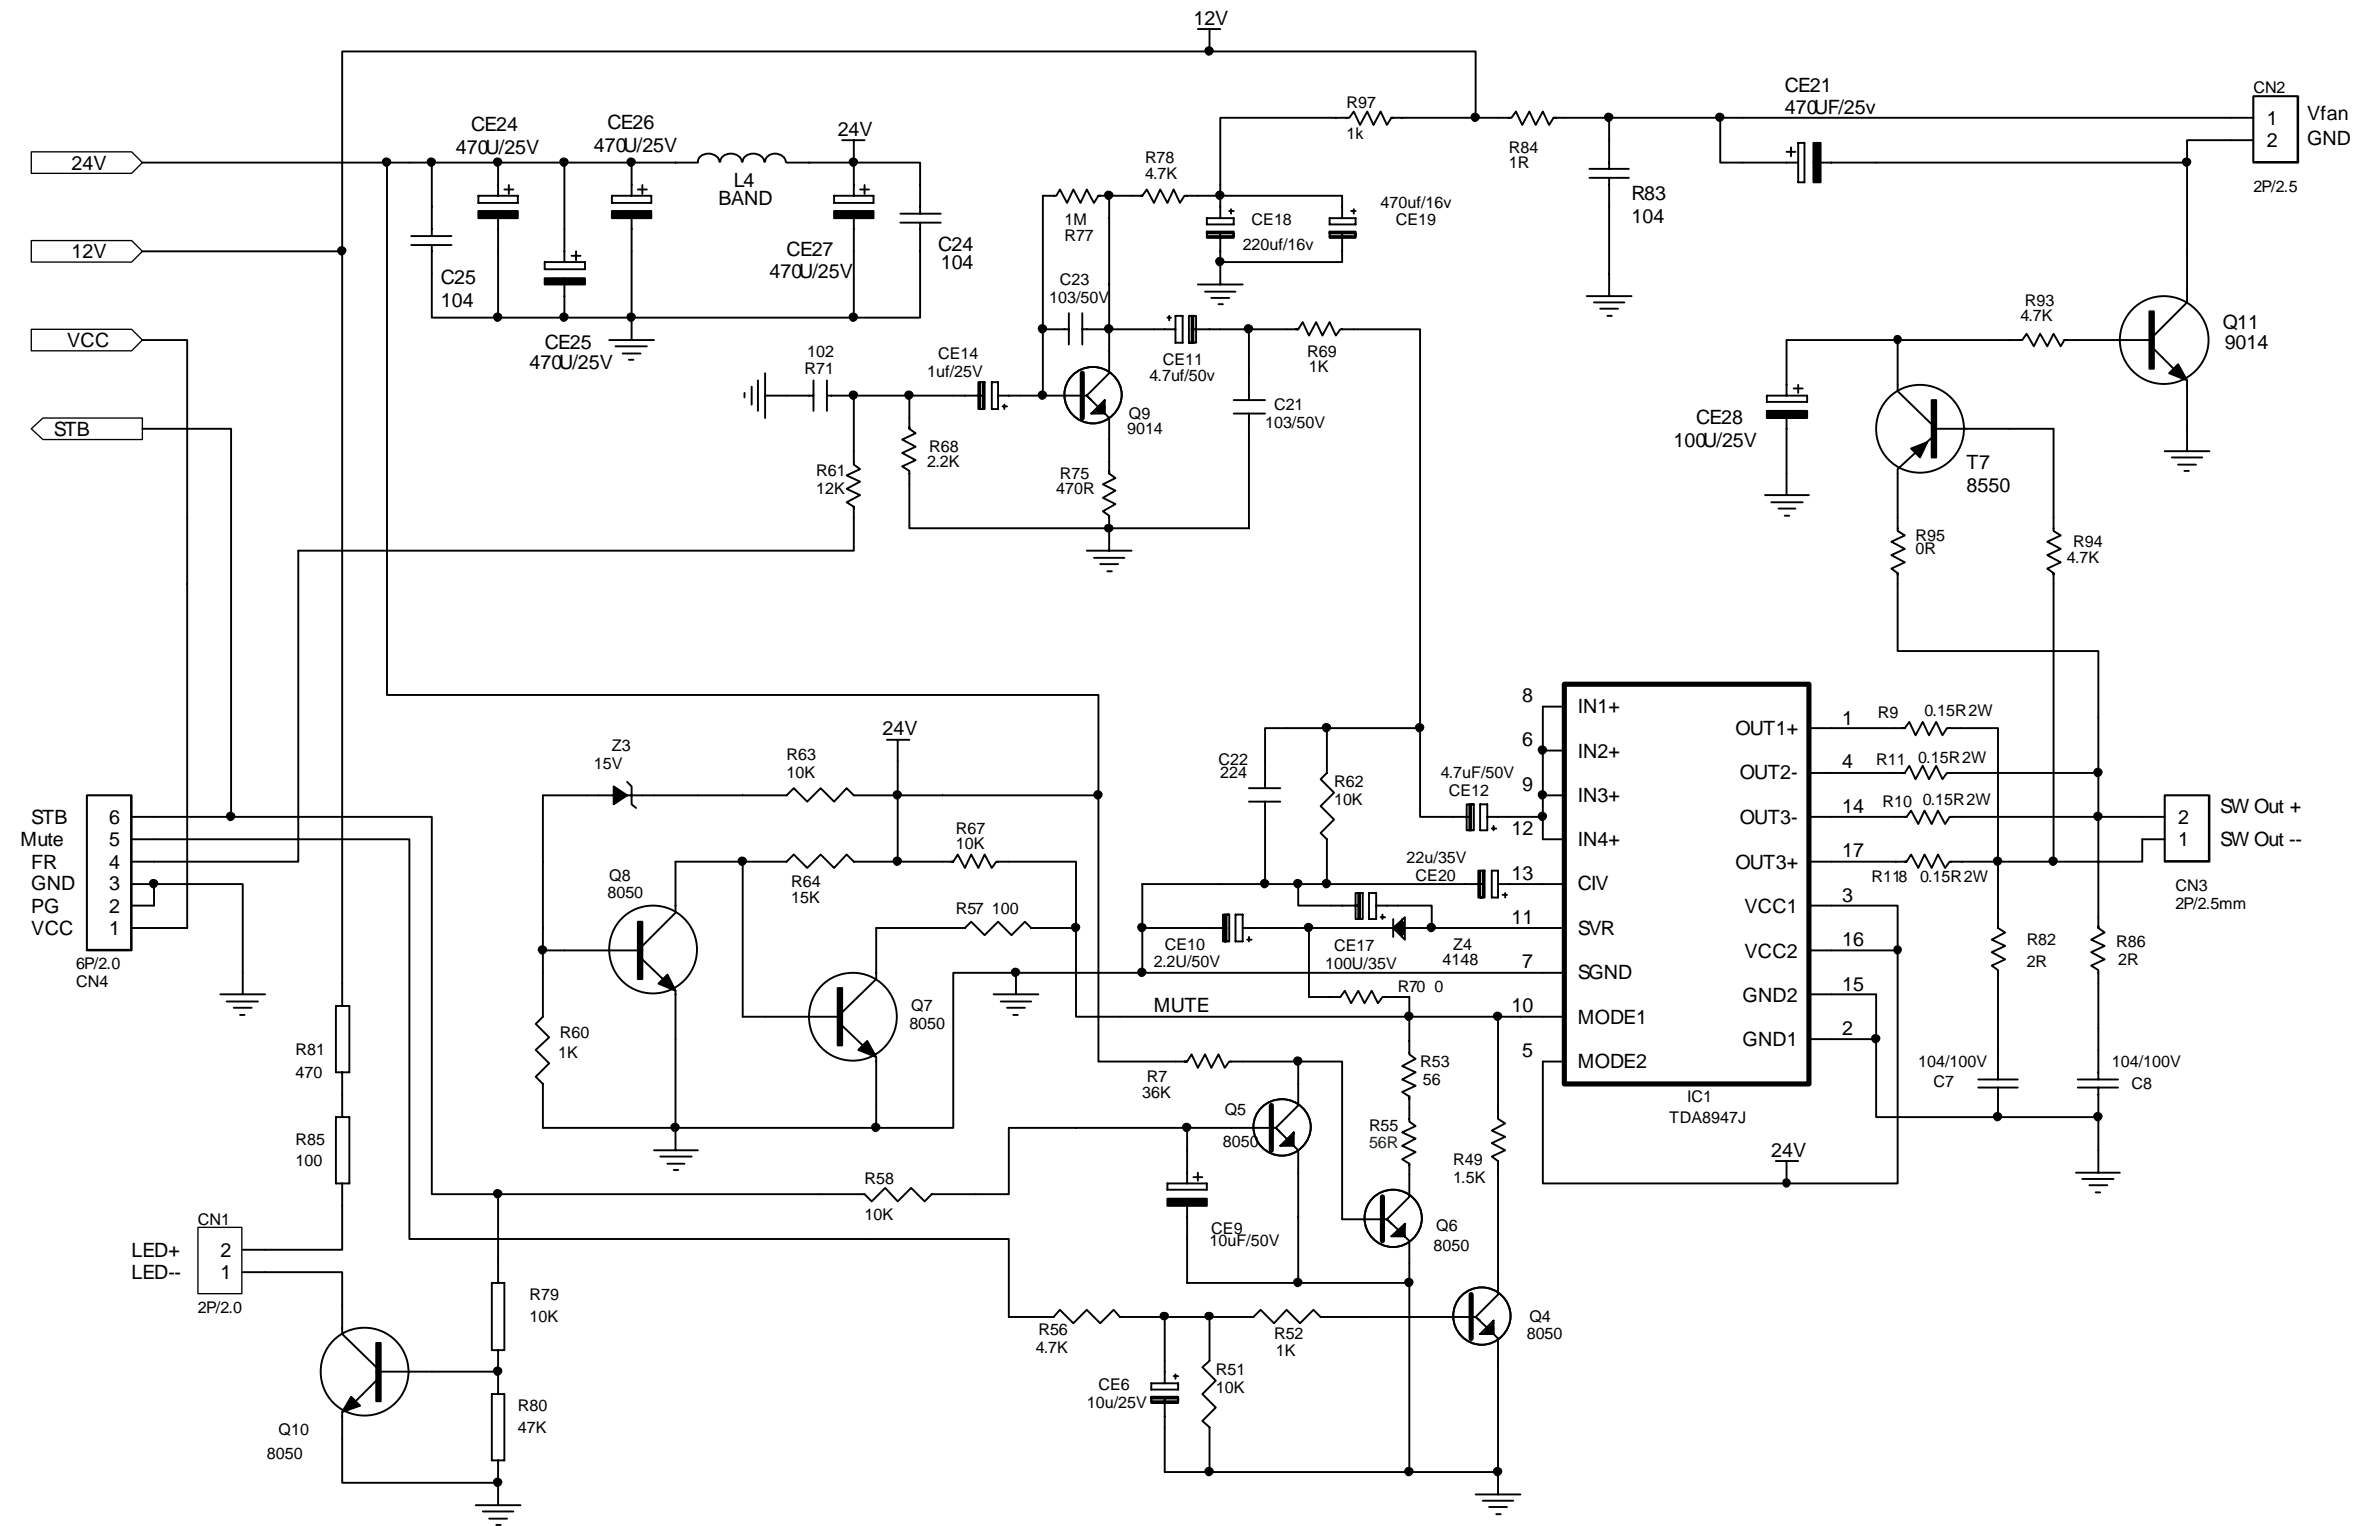 12V
24V
12V
VCC
STB
CE24
470U/25V
CE26
470U/25V
L4
BAND
24V
CE27
470U/25V
C24
104
C25
104
CE25
470U/25V
R97
1k
R78
4.7K
1M
R77
C23
103/50V
CE18
220uf/16v
470uf/16v
CE19
R84
1R
R83
104
CE21
470UF/25v
CN2
1
2
Vfan
GND
2P/2.5
102
R71
CE14
1uf/25V
CE11
4.7uf/50v
R69
1K
Q9
9014
C21
103/50V
R68
2.2K
R61
12K
R75
470R
R93
4.7K
Q11
9014
CE28
100U/25V
T7
8550
R95
0R
R94
4.7K
Z3
15V
R63
10K
24V
R67
10K
R64
15K
Q8
8050
R57 100
Q7
8050
R60
1K
STB 6
Mute 5
FR 4
GND 3
PG 2
VCC 1
6P/2.0
CN4
R81
470
R85
100
CN1
LED+ 2
LED-- 1
2P/2.0
Q10
8050
R79
10K
R80
47K
R58
10K
C22
224
R62
10K
4.7uF/50V
CE12
22u/35V
CE20
CE10
2.2U/50V
CE17
100U/35V
Z4
4148
R70 0
MUTE
R7
36K
Q5
8050
CE9
10uF/50V
R53
56
R55
56R
Q6
8050
R49
1.5K
R56
4.7K
R52
1K
CE6
10u/25V
R51
10K
Q4
8050
8 IN1+
6 IN2+
9 IN3+
12 IN4+
13 CIV
11 SVR
7 SGND
10 MODE1
5 MODE2
OUT1+ 1
OUT2- 4
OUT3- 14
OUT3+ 17
VCC1 3
VCC2 16
GND2 15
GND1 2
IC1
TDA8947J
24V
R9 0.15R2W
R11 0.15R2W
R10 0.15R2W
R118 0.15R2W
2 SW Out +
1 SW Out --
CN3
2P/2.5mm
R82
2R
R86
2R
104/100V
C7
104/100V
C8